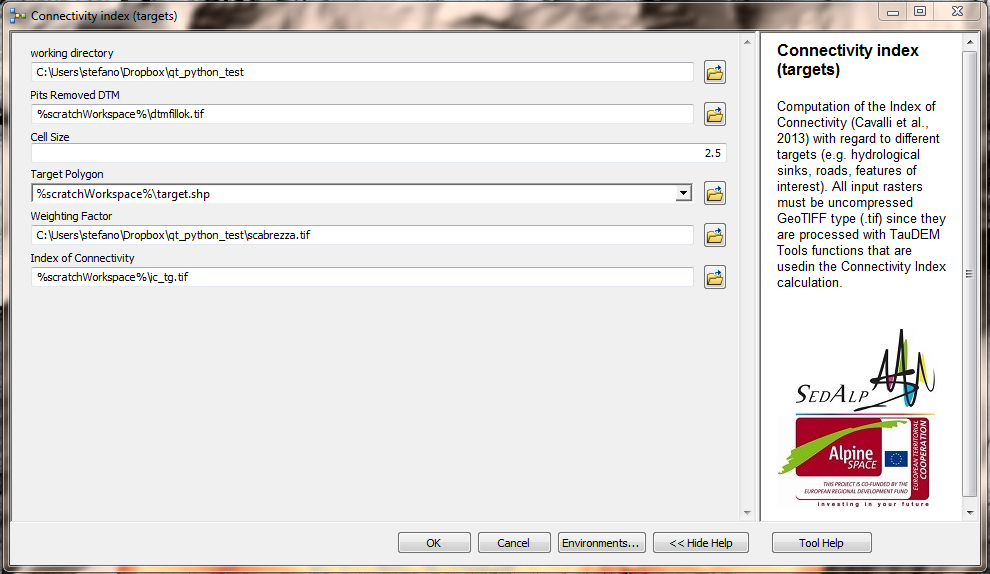 Connectivity index (targets)
working directory
C:\Users\stefano\Dropbox\qt_python_test
Pits Removed DTM
%scratchWorkspace%\dtmfillok.tif
Cell Size
2.5
Target Polygon
%scratchWorkspace%\target.shp
Weighting Factor
C:\Users\stefano\Dropbox\qt_python_test\scabrezza.tif
Index of Connectivity
%scratchWorkspace%\ic_tg.tif
Connectivity index
(targets)
Computation of the Index of
Connectivity (Cavalli et al.,
2013) with regard to different
targets (e.g. hydrological
sinks, roads, features of
interest). All input rasters
must be uncompressed
GeoTIFF type (.tif) since they
are processed with TauDEM
Tools functions that are
usedin the Connectivity Index
calculation.
SEDALP
Alpine
SPACE
EUROPEAN TERRITORIAL
COOPERATION
THIS PROJECT IS CO-FUNDED BY THE
EUROPEAN REGIONAL DEVELOPMENT FUND
investing in your future
OK
Cancel
Environments...
<< Hide Help
Tool Help